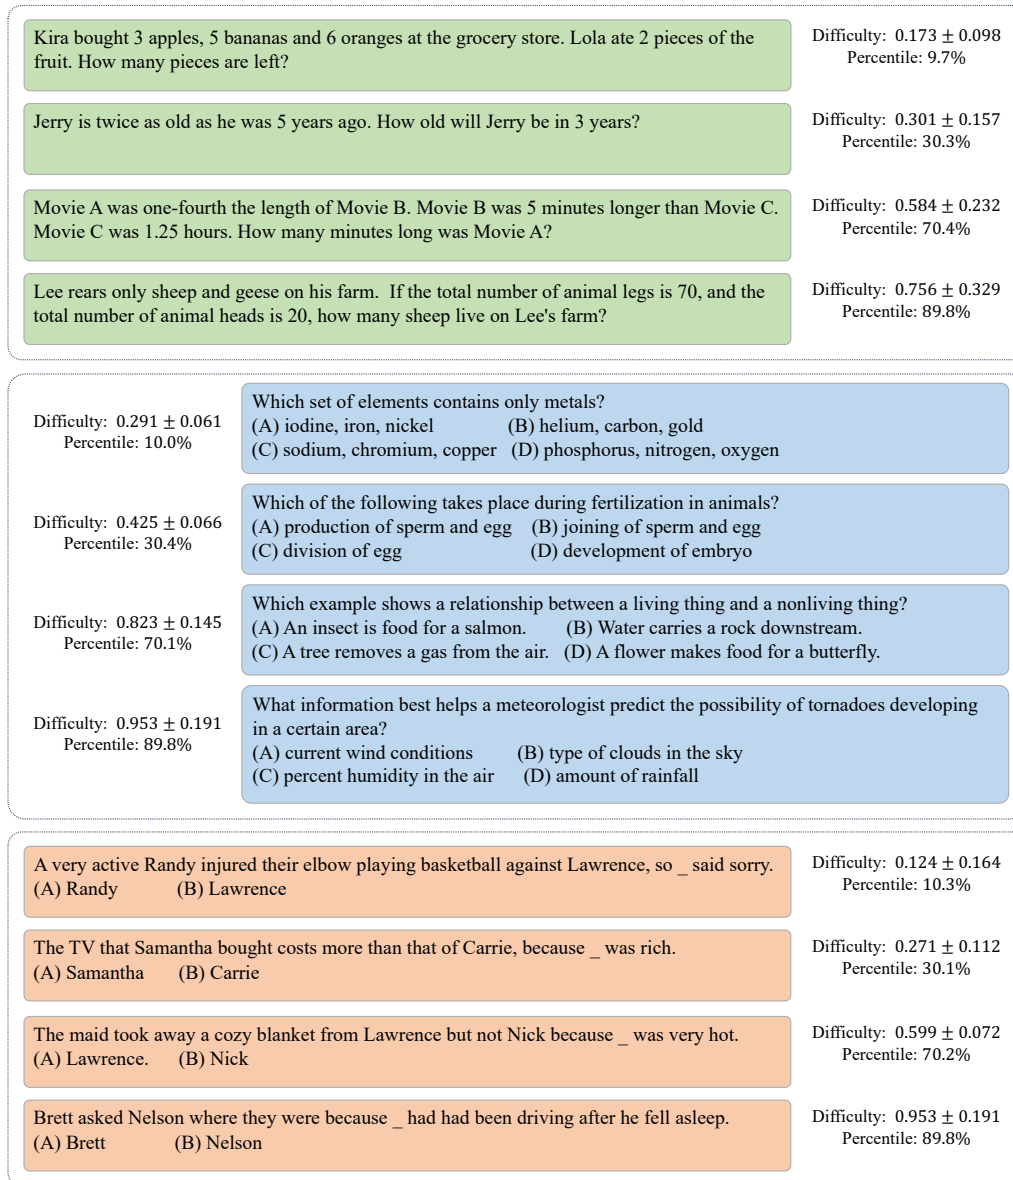 Kira bought 3 apples, 5 bananas and 6 oranges at the grocery store. Lola ate 2 pieces of the
fruit. How many pieces are left?
Difficulty: 0.173 ± 0.098
Percentile: 9.7%
Jerry is twice as old as he was 5 years ago. How old will Jerry be in 3 years?
Difficulty: 0.301 ± 0.157
Percentile: 30.3%
Movie A was one-fourth the length of Movie B. Movie B was 5 minutes longer than Movie C.
Movie C was 1.25 hours. How many minutes long was Movie A?
Difficulty: 0.584 ± 0.232
Percentile: 70.4%
Lee rears only sheep and geese on his farm. If the total number of animal legs is 70, and the
total number of animal heads is 20, how many sheep live on Lee's farm?
Difficulty: 0.756 ± 0.329
Percentile: 89.8%
Difficulty: 0.291 ± 0.061
Percentile: 10.0%
Which set of elements contains only metals?
(A) iodine, iron, nickel (B) helium, carbon, gold
(C) sodium, chromium, copper (D) phosphorus, nitrogen, oxygen
Difficulty: 0.425 ± 0.066
Percentile: 30.4%
Which of the following takes place during fertilization in animals?
(A) production of sperm and egg (B) joining of sperm and egg
(C) division of egg (D) development of embryo
Difficulty: 0.823 ± 0.145
Percentile: 70.1%
Which example shows a relationship between a living thing and a nonliving thing?
(A) An insect is food for a salmon. (B) Water carries a rock downstream.
(C) A tree removes a gas from the air. (D) A flower makes food for a butterfly.
Difficulty: 0.953 ± 0.191
Percentile: 89.8%
What information best helps a meteorologist predict the possibility of tornadoes developing
in a certain area?
(A) current wind conditions (B) type of clouds in the sky
(C) percent humidity in the air (D) amount of rainfall
A very active Randy injured their elbow playing basketball against Lawrence, so _ said sorry.
(A) Randy (B) Lawrence
Difficulty: 0.124 ± 0.164
Percentile: 10.3%
The TV that Samantha bought costs more than that of Carrie, because _ was rich.
(A) Samantha (B) Carrie
Difficulty: 0.271 ± 0.112
Percentile: 30.1%
The maid took away a cozy blanket from Lawrence but not Nick because _ was very hot.
(A) Lawrence. (B) Nick
Difficulty: 0.599 ± 0.072
Percentile: 70.2%
Brett asked Nelson where they were because _ had had been driving after he fell asleep.
(A) Brett (B) Nelson
Difficulty: 0.953 ± 0.191
Percentile: 89.8%